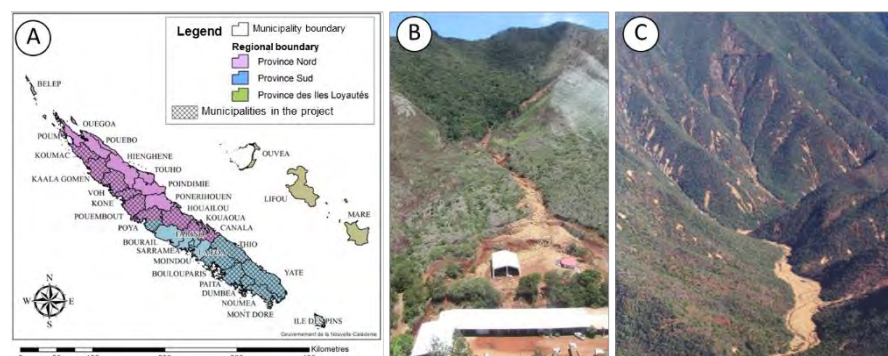 A
Legend
Municipality boundary
Regional boundary
Province Nord
Province Sud
Province des Iles Loyautés
Municipalities in the project
BELEP
OUEGOA
POUM
POUEBO
KOUMAC
HIENGHENE
OUVEA
TOUHO
KAALA GOMEN
POINDIMIE
LIFOU
VOH
PONERIHOUEN
KONE
HOUAILOU
MARE
POUEMBOUT
KOUAOUA
CANALA
POYA
THIO
BOURAIL
SARRAMEA
MOINDOU
YATE
BOULOUPARIS
PAITA
DUMBEA
NOUMEA
MONT DORE
ILE DES PINS
N
W
E
S
Gouvernement de la Nouvelle-Calédonie
Kilometres
B
C